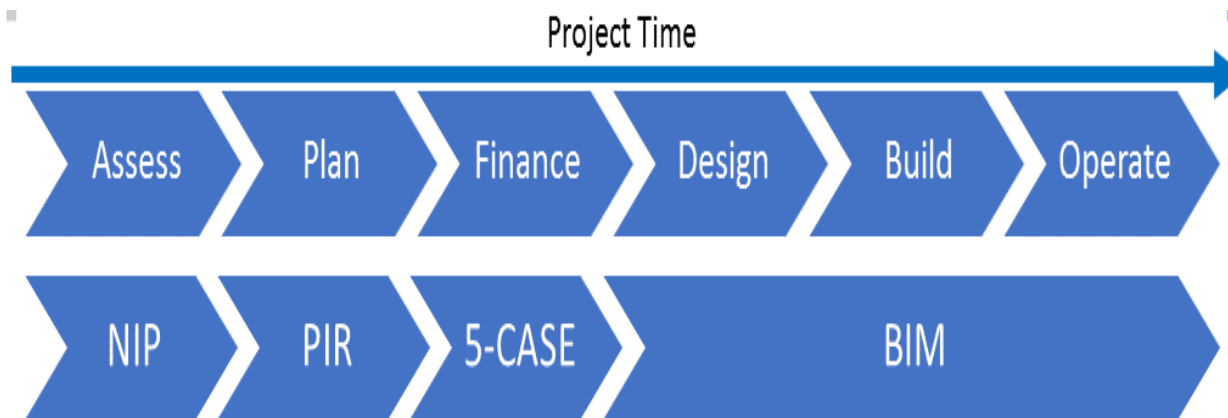 Project Time
Assess Plan Finance Design Build Operate
NIP PIR 5-CASE BIM